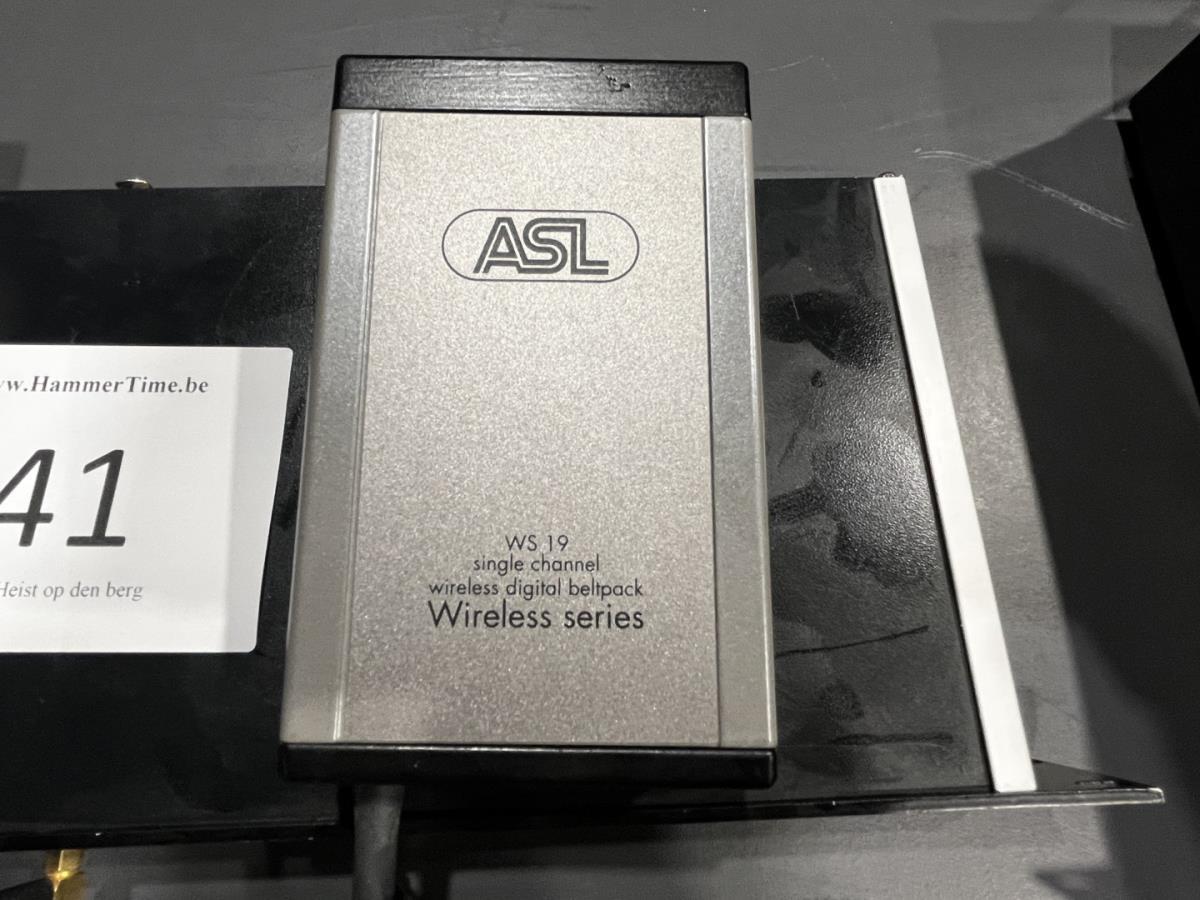 ASL
WS 19
single channel
wireless digital beltpack
Wireless series
w.HammerTime.be
41
Heist op den berg